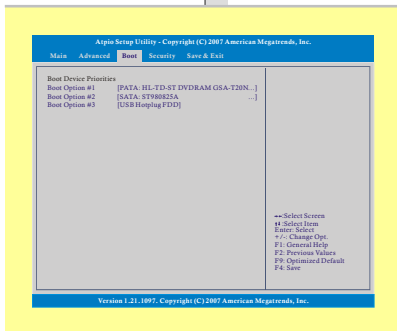 Atpio Setup Utility - Copyright (C) 2007 American Megatrends, Inc.
Main Advanced Boot Security Save & Exit
Boot Device Priorities
Boot Option #1 [PATA: HL-TD-ST DVDRAM GSA-T20N...]
Boot Option #2 [SATA: ST980825A ...]
Boot Option #3 [USB Hotplug FDD]
↔:Select Screen
↑↓:Select Item
Enter: Select
+/-: Change Opt.
F1: General Help
F2: Previous Values
F9: Optimized Default
F4: Save
Version 1.21.1097. Copyright (C) 2007 American Megatrends, Inc.